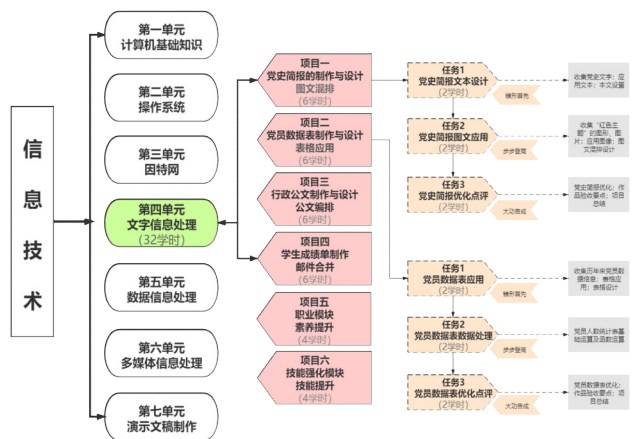 信
息
技
术
第一单元
计算机基础知识
第二单元
操作系统
第三单元
因特网
第四单元
文字信息处理
(32学时)
第五单元
数据信息处理
第六单元
多媒体信息处理
第七单元
演示文稿制作
项目一
党史简报的制作与设计
图文混排
(6学时)
项目二
党员数据表制作与设计
表格应用
(6学时)
项目三
行政公文制作与设计
公文编排
(6学时)
项目四
学生成绩单制作
邮件合并
(6学时)
项目五
职业模块
素养提升
(4学时)
项目六
技能强化模块
技能提升
(4学时)
任务1
党史简报文本设计
(2学时)
雏形首先
收集党史文字；应
用文本；本文设置
任务2
党史简报图文应用
(2学时)
步步登高
收集“红色主
题”的图形、图
片；应用图像；图
文混排设计
任务3
党史简报优化点评
(2学时)
大功告成
党史简报优化；作
品验收要点；项目
总结
任务1
党员数据表应用
(2学时)
雏形首先
收集历年来党员数
据信息；表格应
用；表格设计
任务2
党员数据表数据处理
(2学时)
步步登高
党员人数统计表基
础运算及函数运算
任务3
党员数据表优化点评
(2学时)
大功告成
党员数据表优化；
作品验收要点；项
目总结